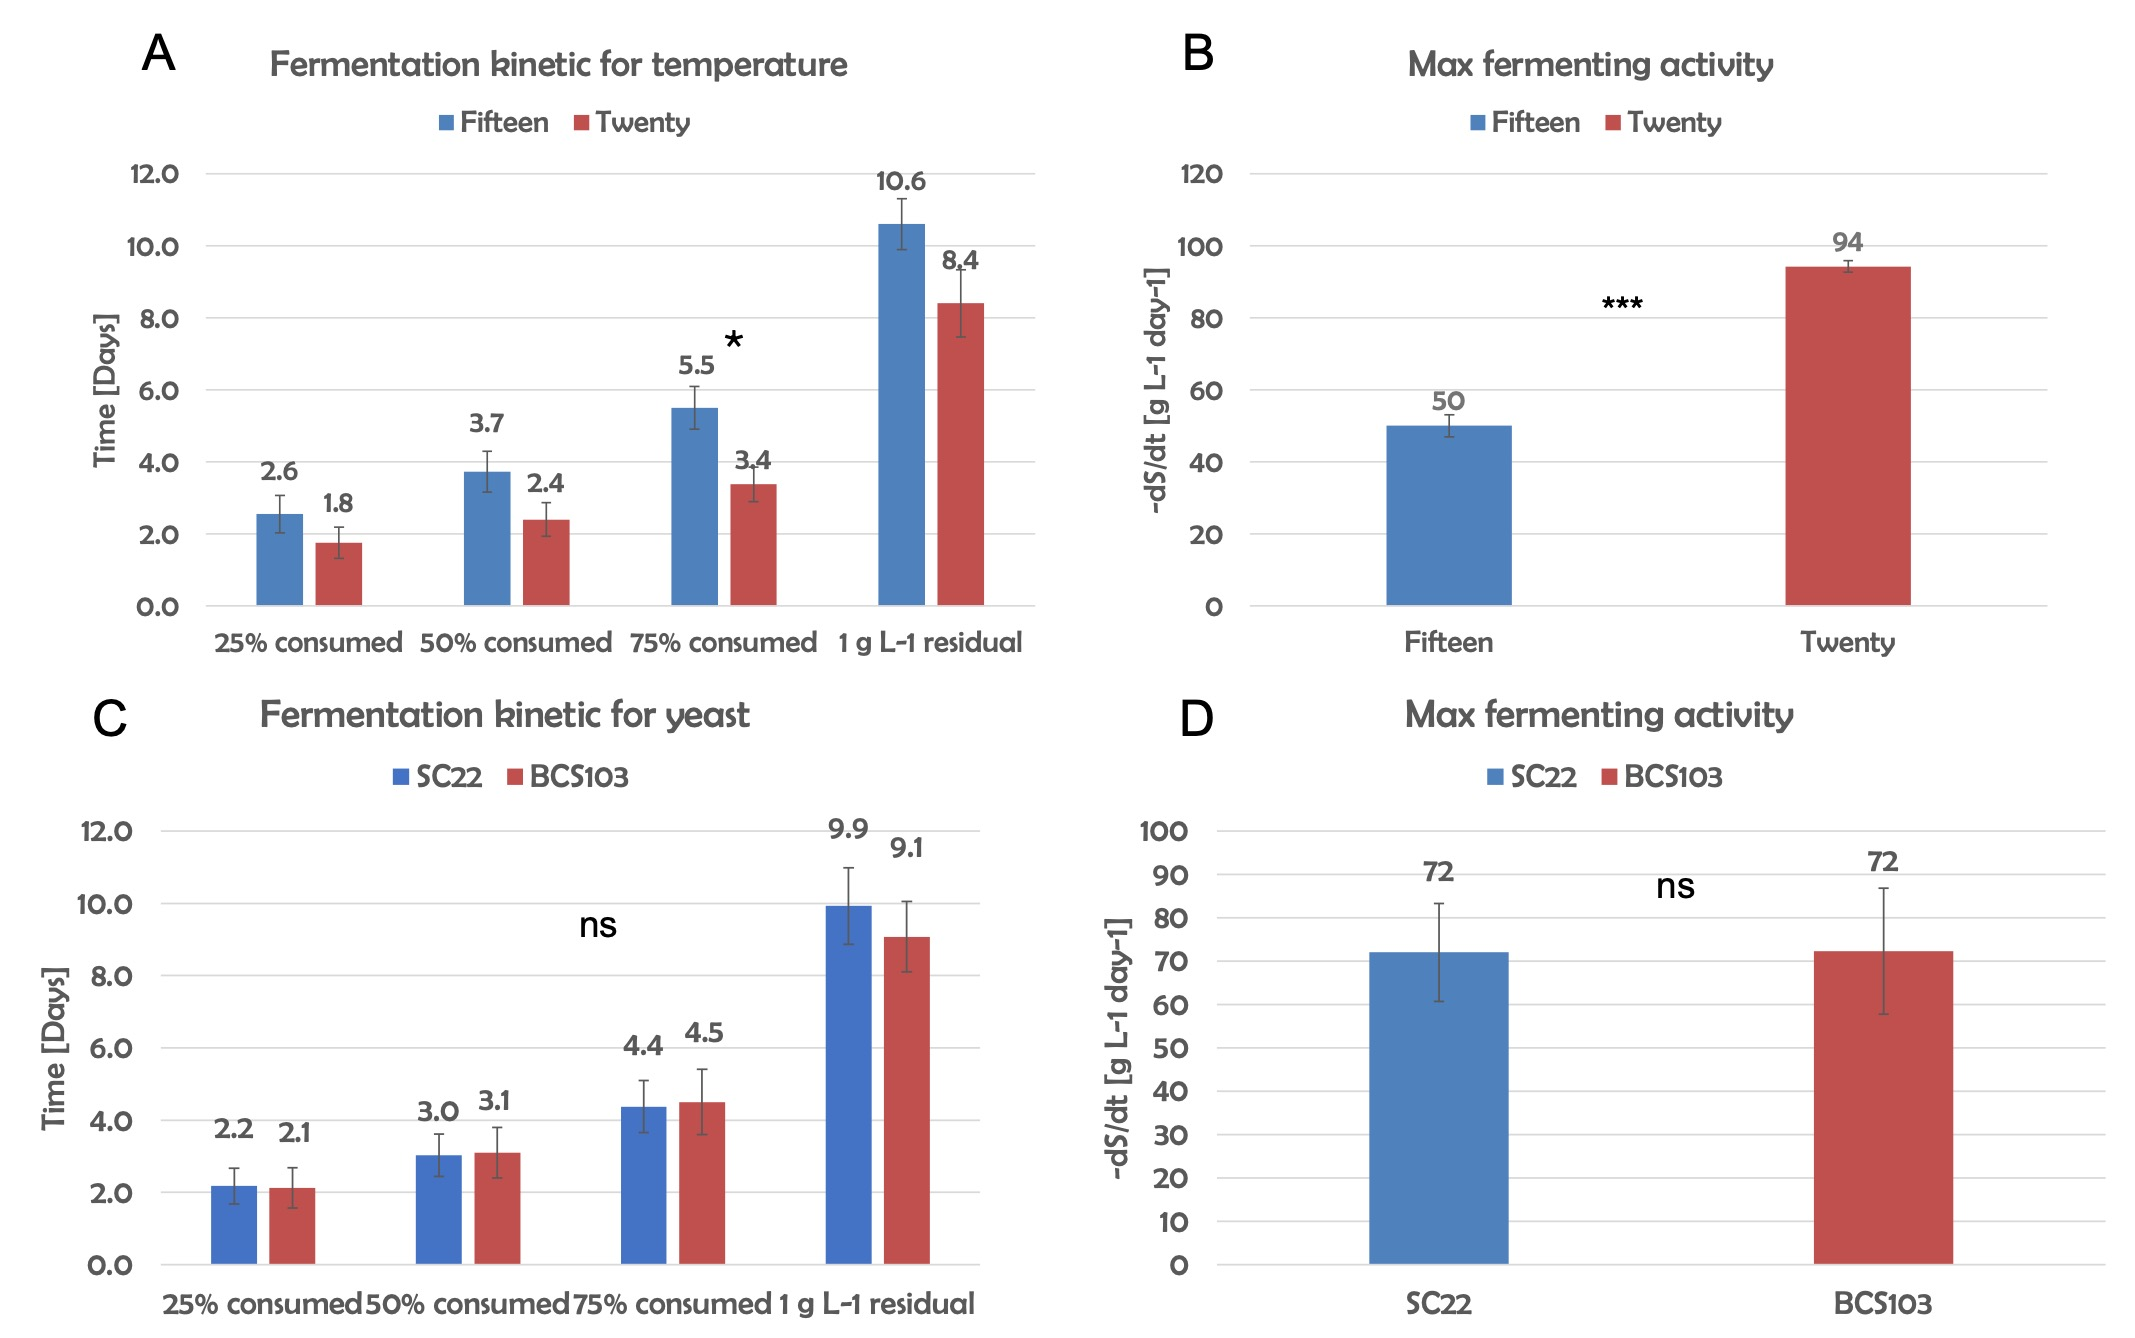 A
Fermentation kinetic for temperature
Fifteen Twenty
12.0
10.0
8.0
6.0
4.0
2.0
0.0
Time [Days]
2.6
1.8
3.7
2.4
5.5
*
3.4
10.6
8.4
25% consumed 50% consumed 75% consumed 1 g L-1 residual
B
Max fermenting activity
Fifteen Twenty
120
100
80
60
40
20
0
-dS/dt [g L-1 day-1]
50
***
94
Fifteen Twenty
C
Fermentation kinetic for yeast
SC22 BCS103
12.0
10.0
8.0
6.0
4.0
2.0
0.0
Time [Days]
2.2
2.1
3.0
3.1
ns
4.4
4.5
9.9
9.1
25% consumed 50% consumed 75% consumed 1 g L-1 residual
D
Max fermenting activity
SC22 BCS103
100
90
80
70
60
50
40
30
20
10
0
-dS/dt [g L-1 day-1]
72
ns
72
SC22 BCS103